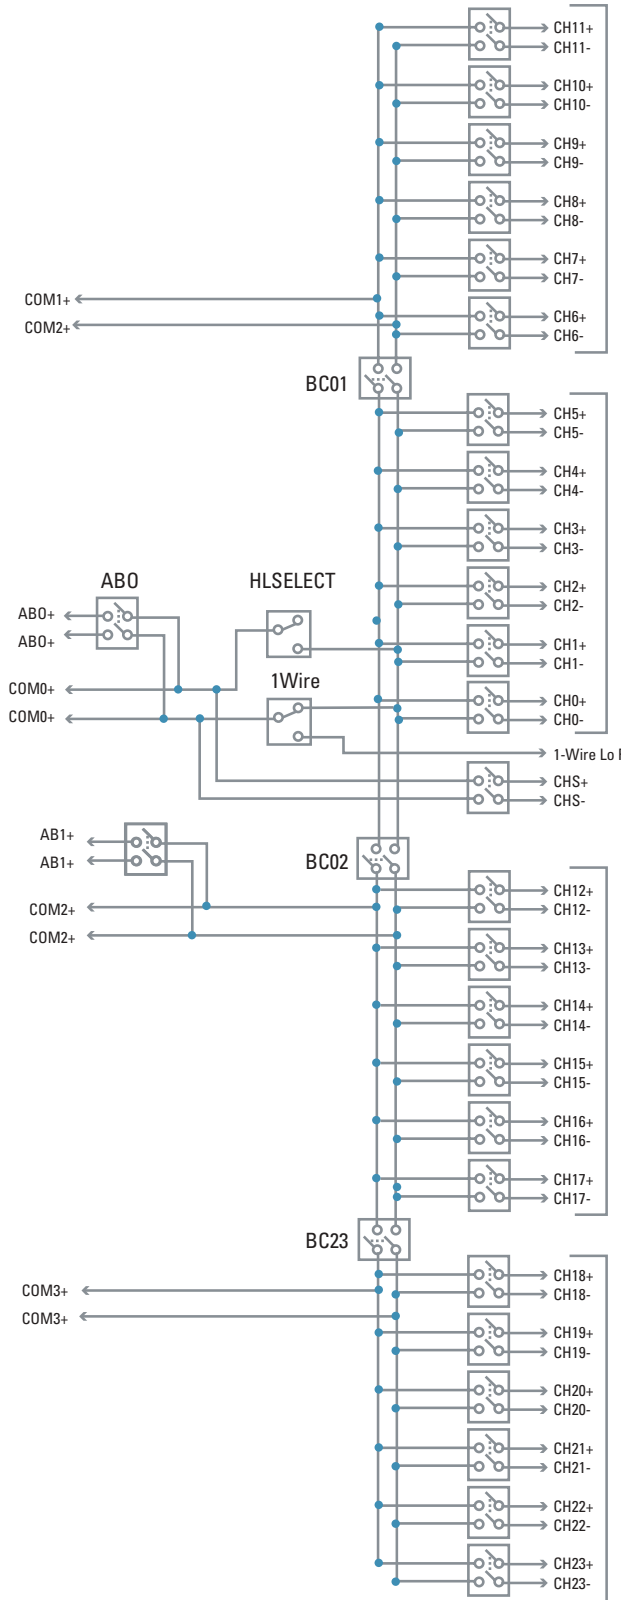 CH11+
CH11-
CH10+
CH10-
CH9+
CH9-
CH8+
CH8-
CH7+
CH7-
COM1+
CH6+
COM2+
CH6-
BC01
CH5+
CH5-
CH4+
CH4-
CH3+
CH3-
ABO
HLSELECT
CH2+
CH2-
ABO+
ABO+
CH1+
CH1-
1Wire
COM0+
CH0+
COM0+
CH0-
1-Wire Lo
CHS+
CHS-
AB1+
AB1+
BC02
CH12+
COM2+
CH12-
COM2+
CH13+
CH13-
CH14+
CH14-
CH15+
CH15-
CH16+
CH16-
CH17+
CH17-
BC23
CH18+
COM3+
CH18-
COM3+
CH19+
CH19-
CH20+
CH20-
CH21+
CH21-
CH22+
CH22-
CH23+
CH23-